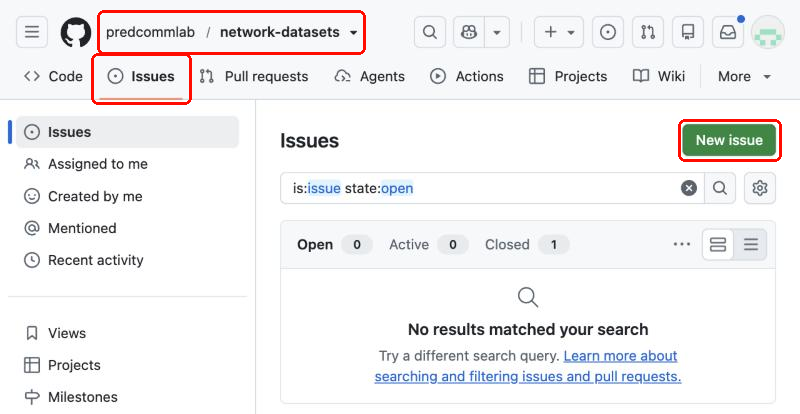 predcommlab / network-datasets
Code Issues Pull requests Agents Actions Projects Wiki More
Issues
Assigned to me
Created by me
Mentioned
Recent activity
Views
Projects
Milestones
Issues
New issue
is:issue state:open
Open 0 Active 0 Closed 1
No results matched your search
Try a different search query. Learn more about
searching and filtering issues and pull requests.